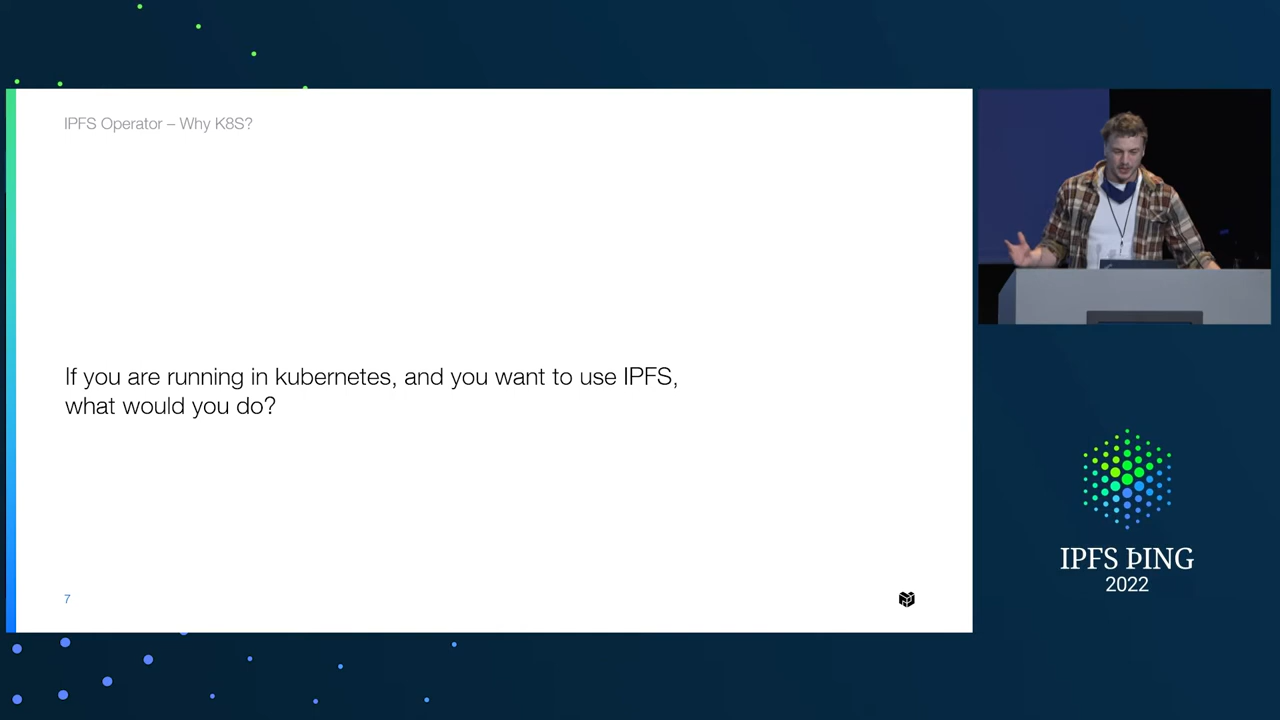 IPFS Operator – Why K8S?
If you are running in kubernetes, and you want to use IPFS,
what would you do?
7
IPFS ÞING
2022